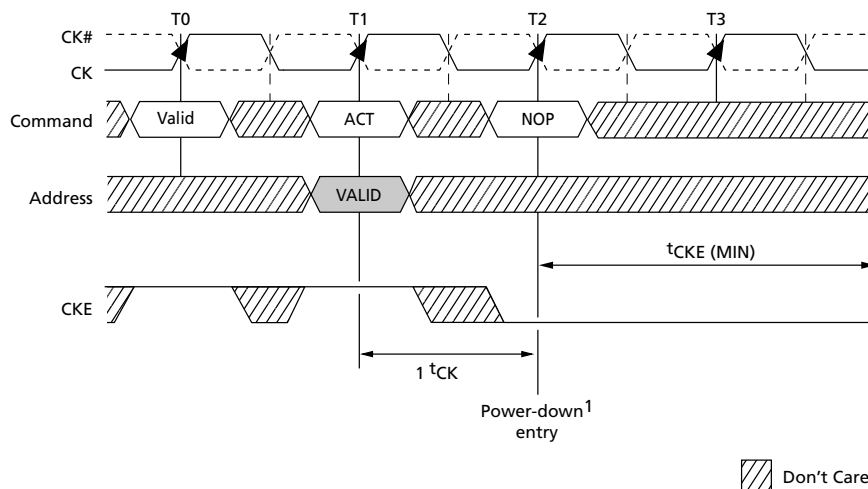 T0 T1 T2 T3
CK#
CK
Command Valid ACT NOP
Address VALID
tCKE (MIN)
CKE
1 tCK
Power-down1
entry
Don't Care